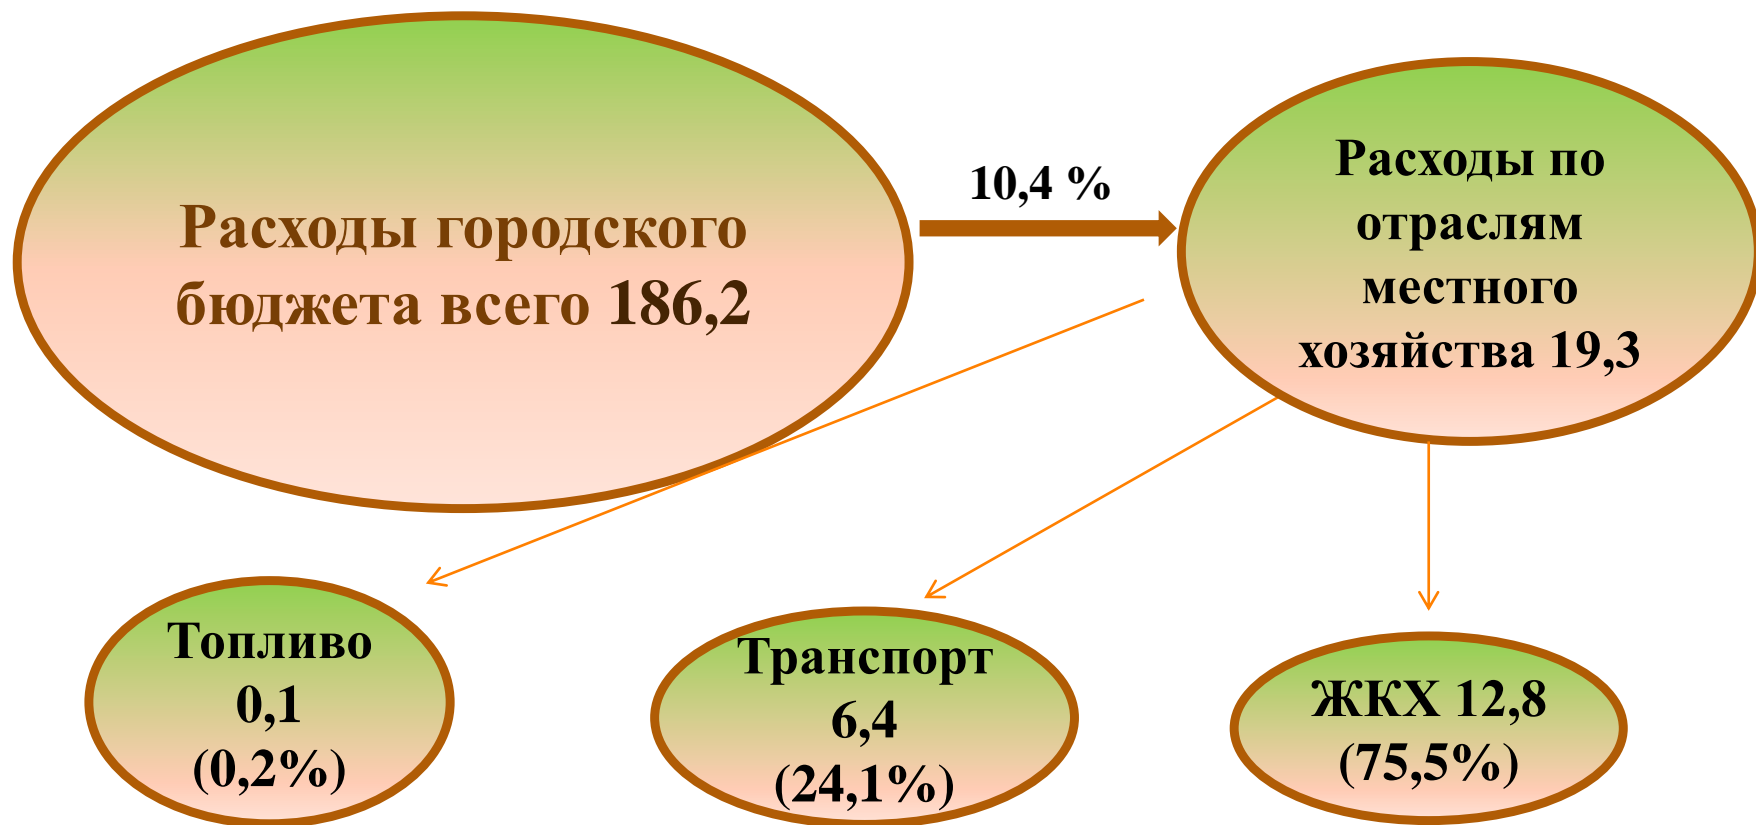 Расходы городского
бюджета всего 186,2
10,4 %
Расходы по
отраслям
местного
хозяйства 19,3
Топливо
0,1
(0,2%)
Транспорт
6,4
(24,1%)
ЖКХ 12,8
(75,5%)